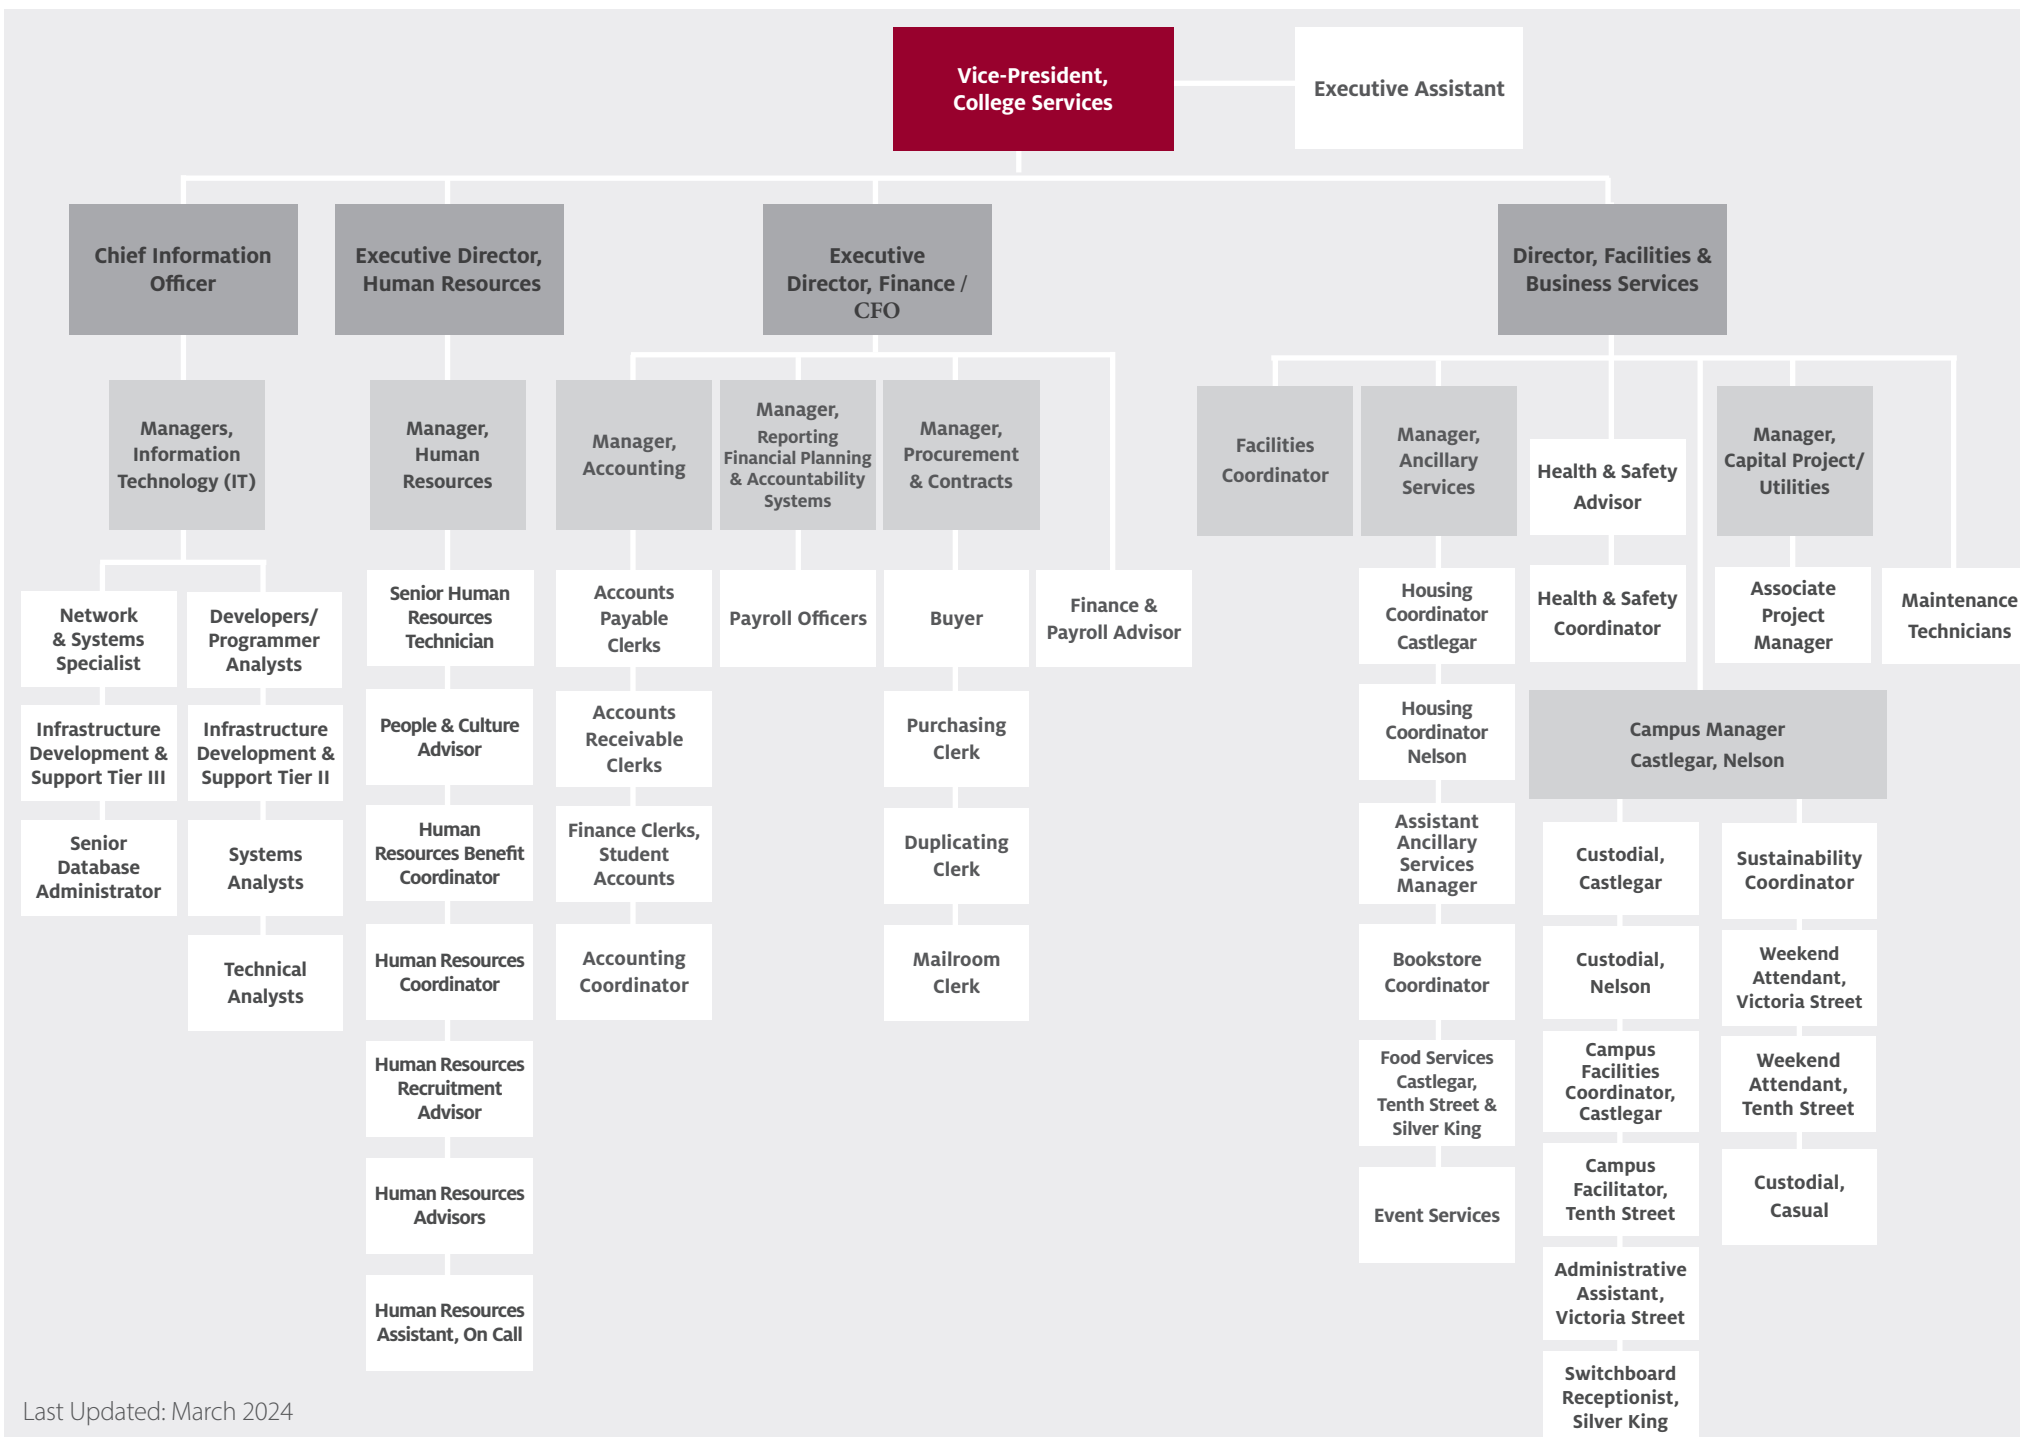 Vice-President,
College Services
Executive Assistant
Chief Information
Officer
Executive Director,
Human Resources
Executive
Director, Finance /
CFO
Director, Facilities &
Business Services
Managers,
Information
Technology (IT)
Manager,
Human
Resources
Manager,
Accounting
Manager,
Reporting
Financial Planning
& Accountability
Systems
Manager,
Procurement
& Contracts
Facilities
Coordinator
Manager,
Ancillary
Services
Health & Safety
Advisor
Manager,
Capital Project/
Utilities
Network
& Systems
Specialist
Infrastructure
Development &
Support Tier III
Senior
Database
Administrator
Developers/
Programmer
Analysts
Infrastructure
Development &
Support Tier II
Systems
Analysts
Technical
Analysts
Senior Human
Resources
Technician
People & Culture
Advisor
Human
Resources Benefit
Coordinator
Human Resources
Coordinator
Human Resources
Recruitment
Advisor
Human Resources
Advisors
Human Resources
Assistant, On Call
Accounts
Payable
Clerks
Accounts
Receivable
Clerks
Finance Clerks,
Student
Accounts
Accounting
Coordinator
Payroll Officers
Buyer
Purchasing
Clerk
Duplicating
Clerk
Mailroom
Clerk
Finance &
Payroll Advisor
Housing
Coordinator
Castlegar
Housing
Coordinator
Nelson
Assistant
Ancillary
Services
Manager
Bookstore
Coordinator
Food Services
Castlegar,
Tenth Street &
Silver King
Event Services
Health & Safety
Coordinator
Associate
Project
Manager
Maintenance
Technicians
Campus Manager
Castlegar, Nelson
Custodial,
Castlegar
Custodial,
Nelson
Campus
Facilities
Coordinator,
Castlegar
Campus
Facilitator,
Tenth Street
Administrative
Assistant,
Victoria Street
Switchboard
Receptionist,
Silver King
Sustainability
Coordinator
Weekend
Attendant,
Victoria Street
Weekend
Attendant,
Tenth Street
Custodial,
Casual
Last Updated: March 2024